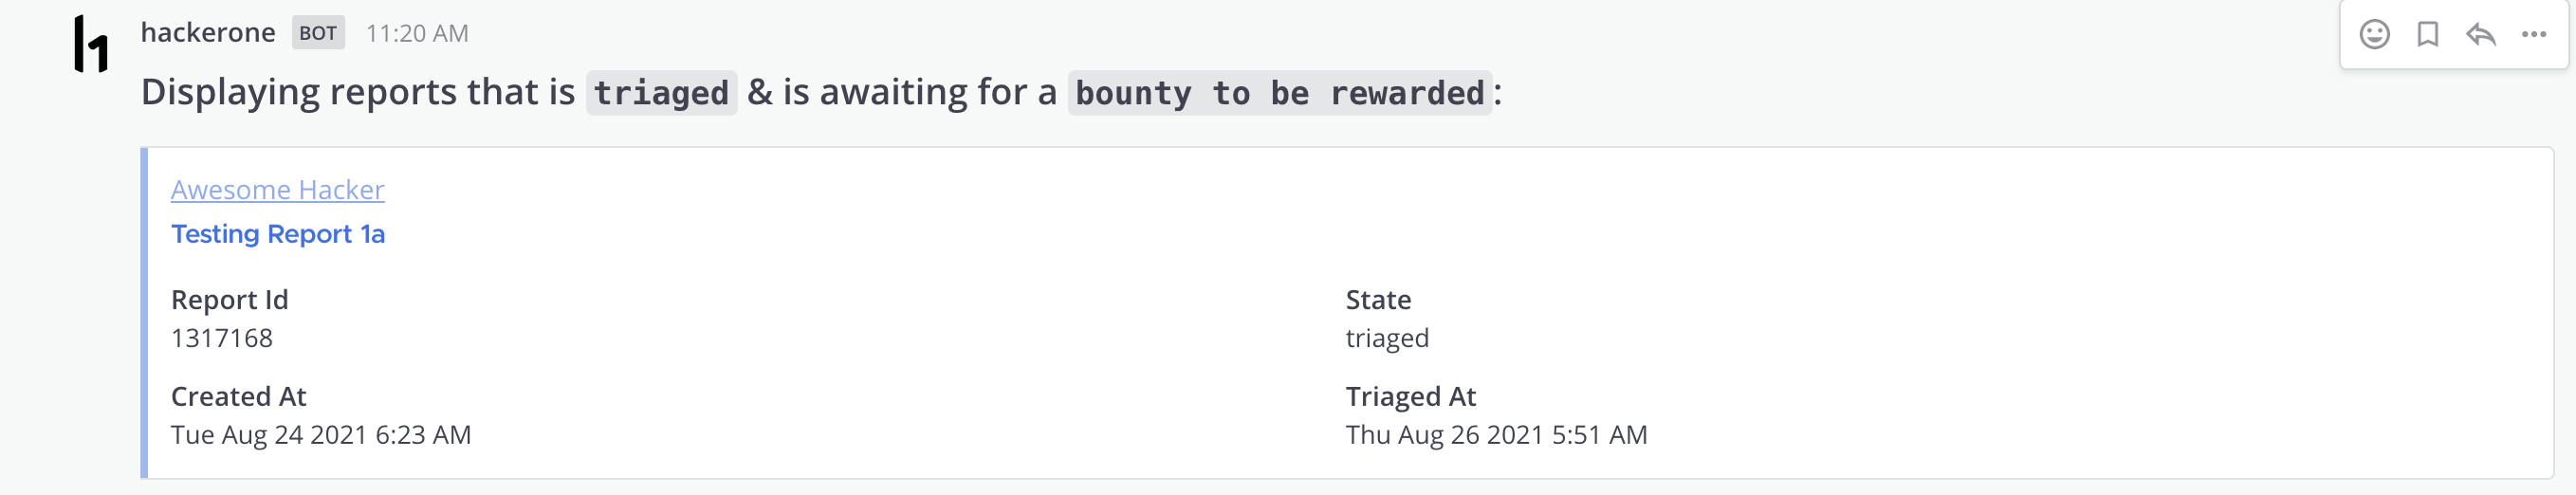 hackerone BOT 11:20 AM
Displaying reports that is triaged & is awaiting for a bounty to be rewarded:
Awesome Hacker
Testing Report 1a
Report Id State
1317168 triaged
Created At Triaged At
Tue Aug 24 2021 6:23 AM Thu Aug 26 2021 5:51 AM